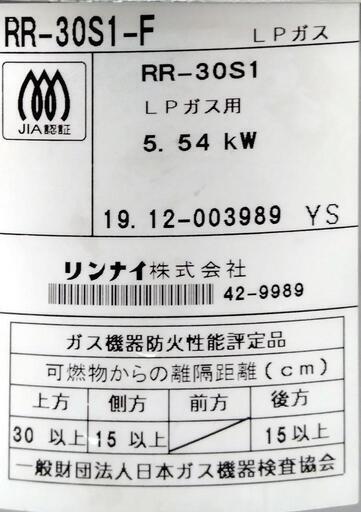 RR-30S1-F LPガス
RR-30S1
LPガス用
JIA認証
5.54 kW
19.12-003989 YS
リンナイ株式会社
42-9989
ガス機器防火性能評定品
可燃物からの離隔距離(cm)
上方 側方 前方 後方
30 以上 15 以上 15 以上
一般財団法人日本ガス機器検査協会